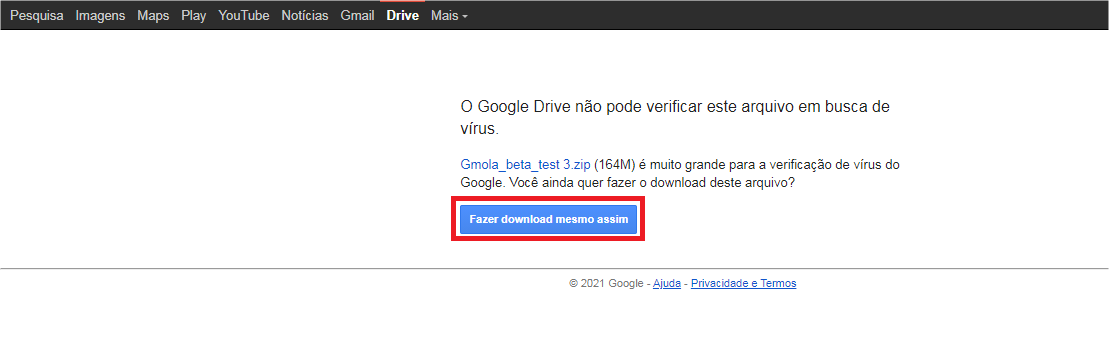 Pesquisa Imagens Maps Play YouTube Notícias Gmail Drive Mais
O Google Drive não pode verificar este arquivo em busca de
vírus.
Gmola_beta_test 3.zip (164M) é muito grande para a verificação de vírus do
Google. Você ainda quer fazer o download deste arquivo?
Fazer download mesmo assim
© 2021 Google - Ajuda - Privacidade e Termos